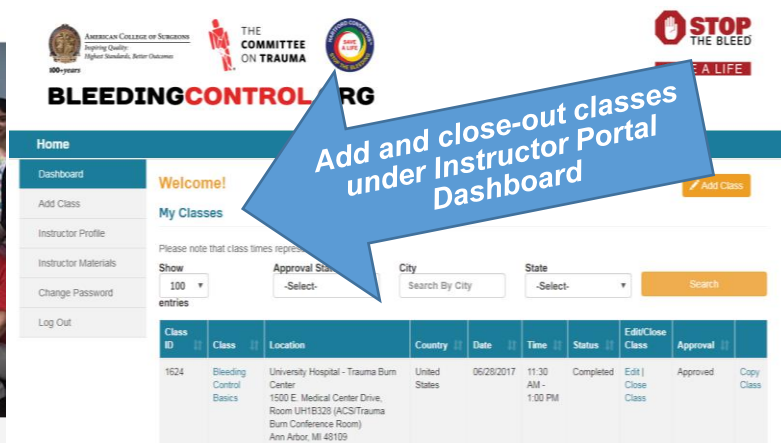 AMERICAN COLLEGE OF SURGEONS
Inspiring Quality:
Highest Standards, Better Outcomes
100+years
THE
COMMITTEE
ON TRAUMA
SAVE
A LIFE
STOP
THE BLEED
E A LIFE
BLEEDINGCONTROL RG
Add and close-out classes
under Instructor Portal
Dashboard
Home
Dashboard
Add Class
Instructor Profile
Instructor Materials
Change Password
Log Out
Welcome!
Add Class
My Classes
Please note that class times repres
Show
100
entries
Approval Stat
-Select-
City
Search By City
State
-Select-
Search
Class ID Class Location Country Date Time Status Edit/Close Class Approval
1624 Bleeding Control Basics
University Hospital - Trauma Burn
Center
1500 E. Medical Center Drive,
Room UH1B328 (ACS/Trauma
Burn Conference Room)
Ann Arbor, MI 48109
United States
06/28/2017
11:30 AM - 1:00 PM
Completed
Edit | Close Class
Approved
Copy Class